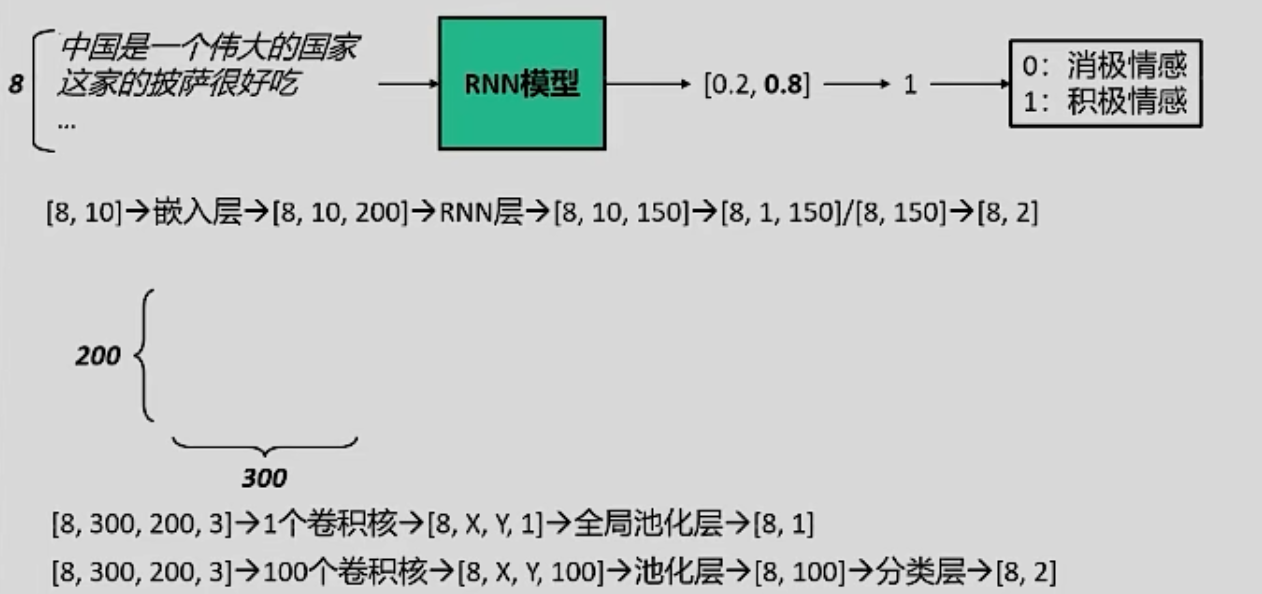 8
中国是一个伟大的国家
这家的披萨很好吃
...
RNN模型
[0.2, 0.8]
1
0：消极情感
1：积极情感
[8, 10]→嵌入层→[8, 10, 200]→RNN层→[8, 10, 150]→[8, 1, 150]/[8, 150]→[8, 2]
200
300
[8, 300, 200, 3]→1个卷积核→[8, X, Y, 1]→全局池化层→[8, 1]
[8, 300, 200, 3]→100个卷积核→[8, X, Y, 100]→池化层→[8, 100]→分类层→[8, 2]